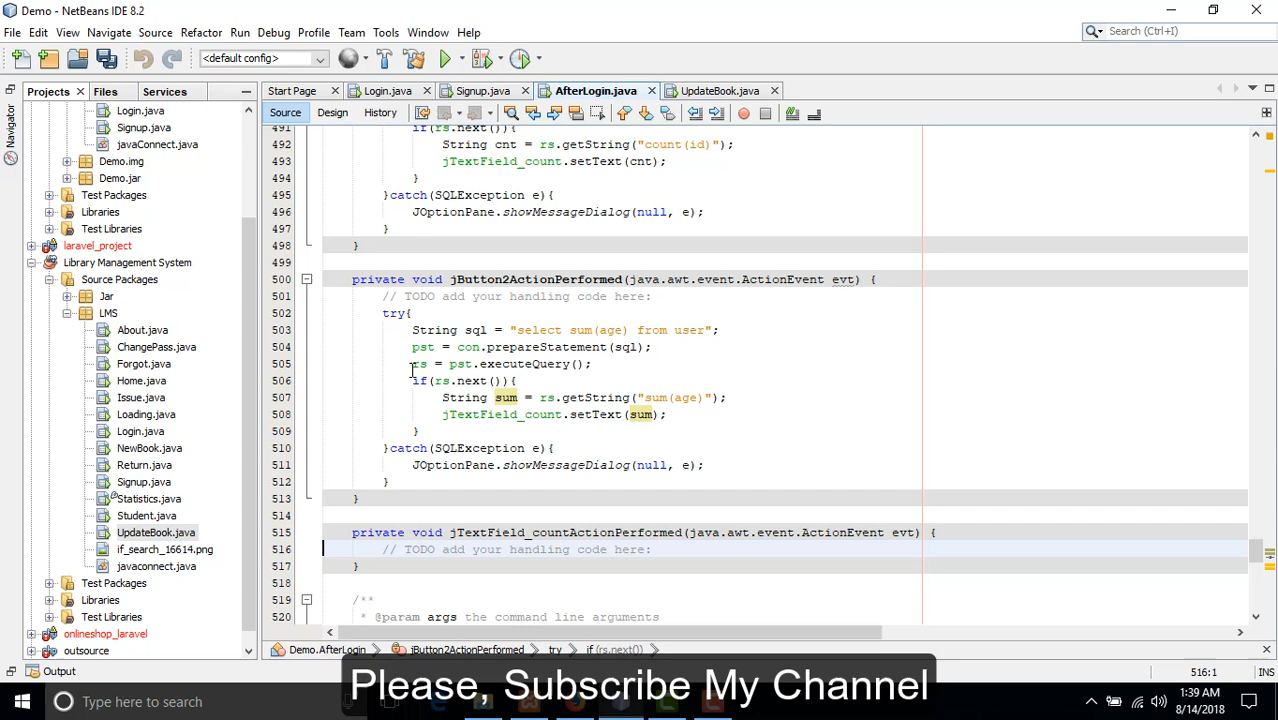 Demo - NetBeans IDE 8.2
File Edit View Navigate Source Refactor Run Debug Profile Team Tools Window Help
Search (Ctrl+I)
<default config>
Projects Files Services
Start Page Login.java Signup.java AfterLogin.java UpdateBook.java
Source Design History
Navigator
Login.java
Signup.java
javaConnect.java
Demo.img
Demo.jar
Test Packages
Libraries
Test Libraries
laravel_project
Library Management System
Source Packages
Jar
LMS
About.java
ChangePass.java
Forgot.java
Home.java
Issue.java
Loading.java
Login.java
NewBook.java
Return.java
Signup.java
Statistics.java
Student.java
UpdateBook.java
if_search_16614.png
javaconnect.java
Test Packages
Libraries
Test Libraries
onlineshop_laravel
outsource
491 if(rs.next()){
492 String cnt = rs.getString("count(id)");
493 jTextField_count.setText(cnt);
494 }
495 }catch(SQLException e){
496 JOptionPane.showMessageDialog(null, e);
497 }
498 }
499
500 private void jButton2ActionPerformed(java.awt.event.ActionEvent evt) {
501 // TODO add your handling code here:
502 try{
503 String sql = "select sum(age) from user";
504 pst = con.prepareStatement(sql);
505 rs = pst.executeQuery();
506 if(rs.next()){
507 String sum = rs.getString("sum(age)");
508 jTextField_count.setText(sum);
509 }
510 }catch(SQLException e){
511 JOptionPane.showMessageDialog(null, e);
512 }
513 }
514
515 private void jTextField_countActionPerformed(java.awt.event.ActionEvent evt) {
516 // TODO add your handling code here:
517 }
518
519 /**
520 * @param args the command line arguments
Demo.AfterLogin jButton2ActionPerformed try if (rs.next())
Output
516:1
INS
Please, Subscribe My Channel
Type here to search
1:39 AM
8/14/2018